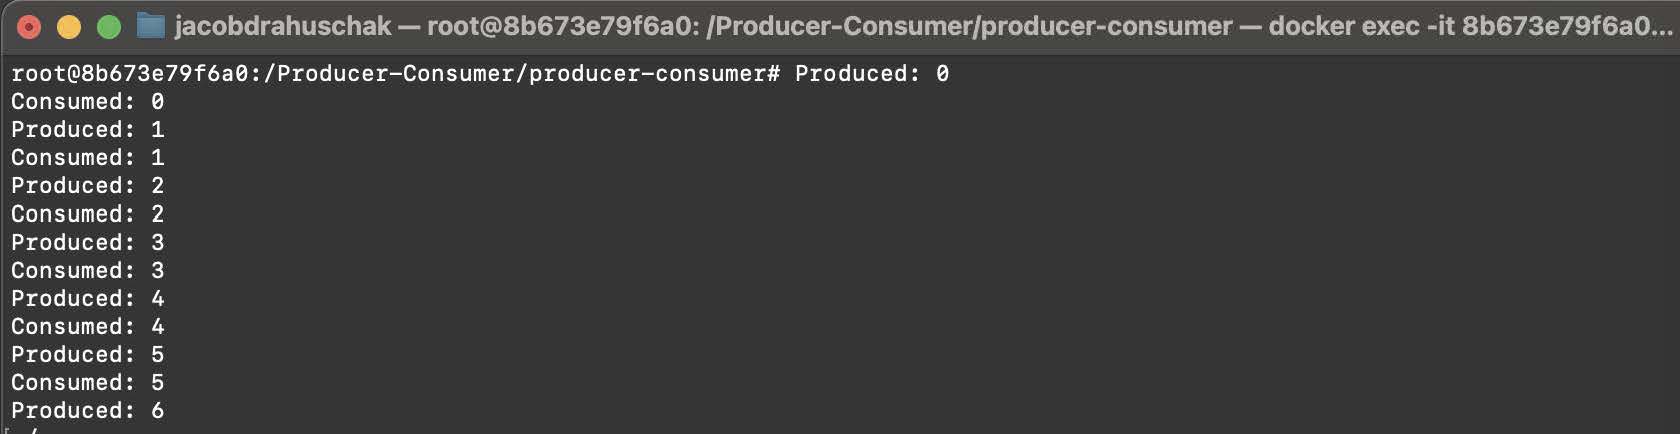 jacobdrahuschak — root@8b673e79f6a0: /Producer-Consumer/producer-consumer — docker exec -it 8b673e79f6a0...
root@8b673e79f6a0:/Producer-Consumer/producer-consumer# Produced: 0
Consumed: 0
Produced: 1
Consumed: 1
Produced: 2
Consumed: 2
Produced: 3
Consumed: 3
Produced: 4
Consumed: 4
Produced: 5
Consumed: 5
Produced: 6